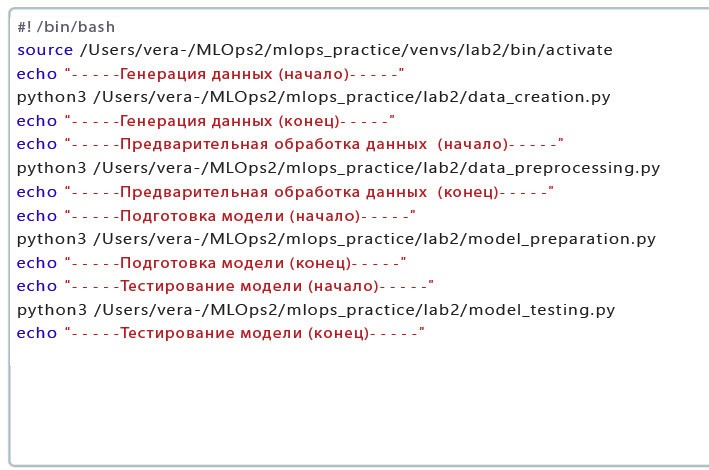 #! /bin/bash
source /Users/vera-/MLOps2/mlops_practice/venvs/lab2/bin/activate
echo “-----Генерация данных (начало)-----”
python3 /Users/vera-/MLOps2/mlops_practice/lab2/data_creation.py
echo “-----Генерация данных (конец)-----”
echo “-----Предварительная обработка данных  (начало)-----”
python3 /Users/vera-/MLOps2/mlops_practice/lab2/data_preprocessing.py
echo “-----Предварительная обработка данных  (конец)-----”
echo “-----Подготовка модели (начало)-----”
python3 /Users/vera-/MLOps2/mlops_practice/lab2/model_preparation.py
echo “-----Подготовка модели (конец)-----”
echo “-----Тестирование модели (начало)-----”
python3 /Users/vera-/MLOps2/mlops_practice/lab2/model_testing.py
echo “-----Тестирование модели (конец)-----”